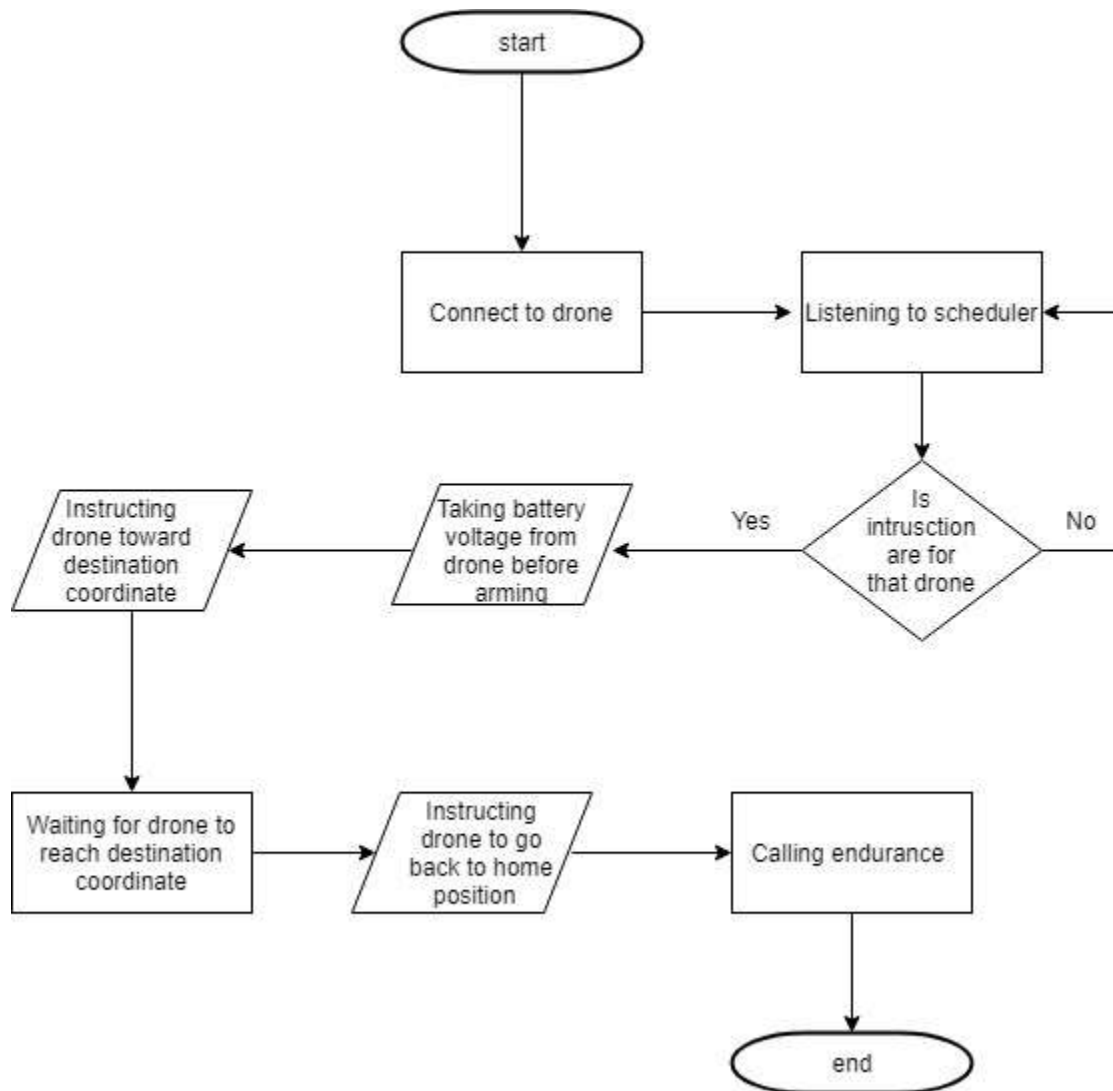 start
Connect to drone
Listening to scheduler
Is
intrusction
are for
that drone
Yes
No
Taking battery
voltage from
drone before
arming
Instructing
drone toward
destination
coordinate
Waiting for drone to
reach destination
coordinate
Instructing
drone to go
back to home
position
Calling endurance
end